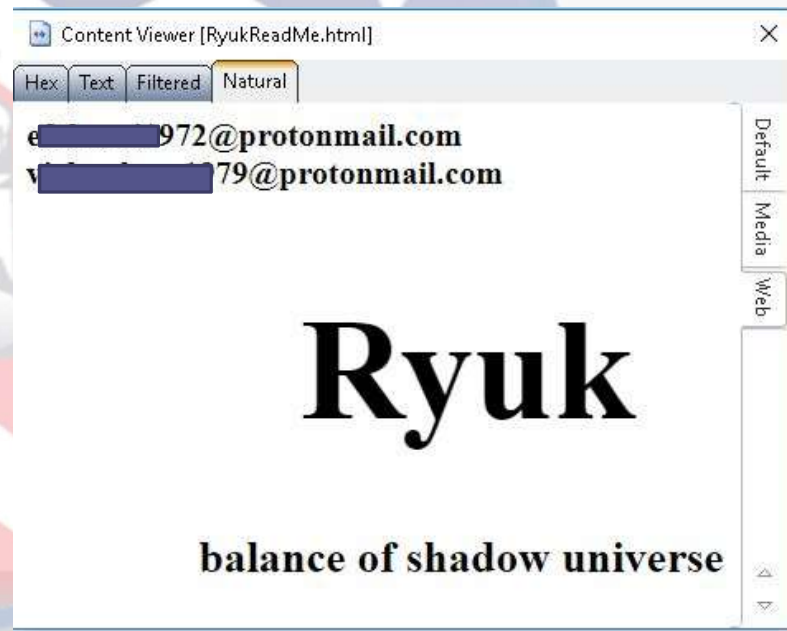 Content Viewer [RyukReadMe.html]
Hex Text Filtered Natural
972@protonmail.com
79@protonmail.com
Ryuk
balance of shadow universe
Default
Media
Web